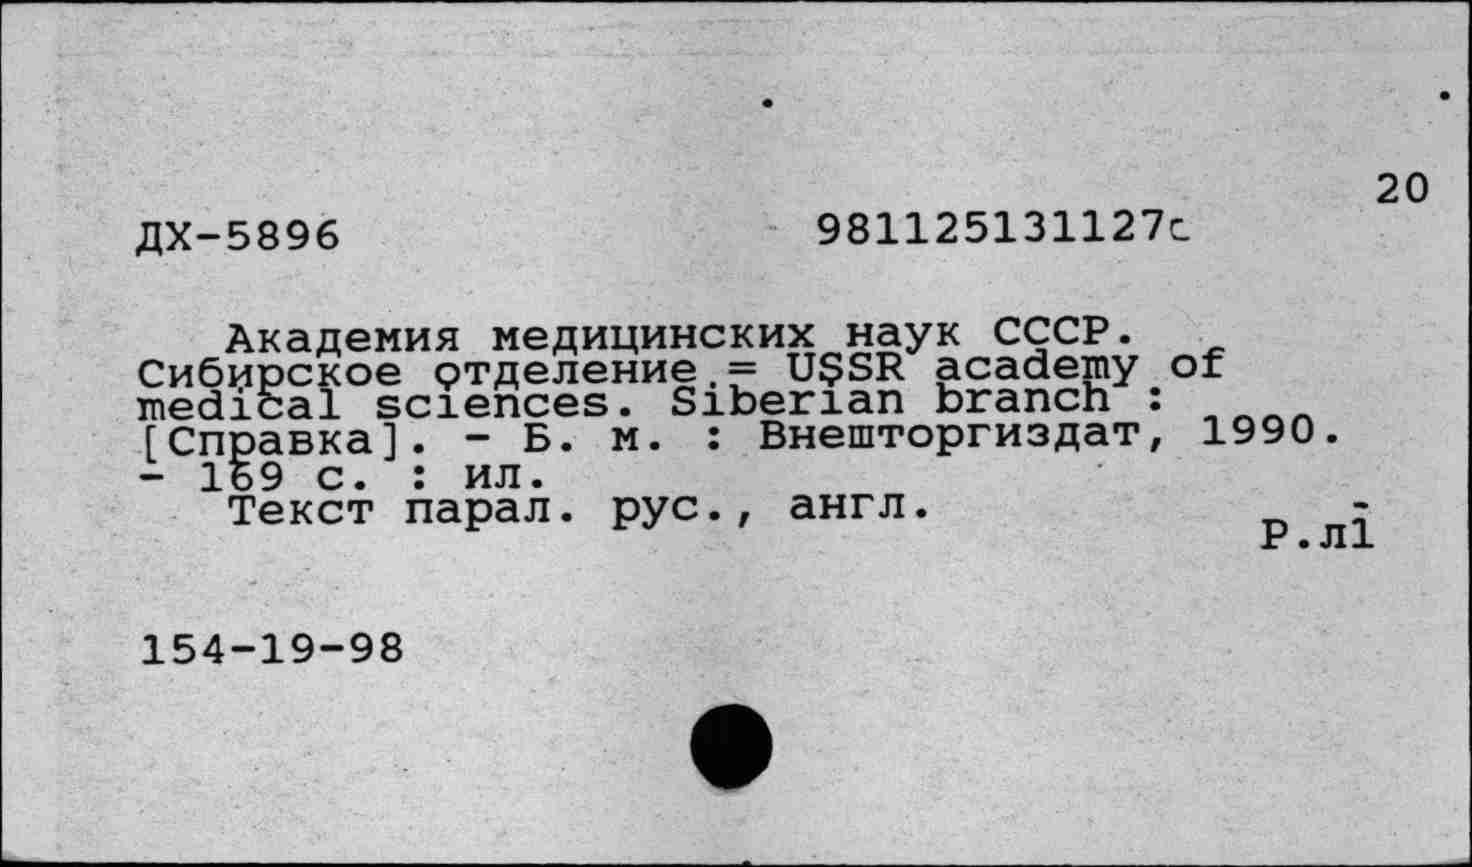 20
ДХ-5896 981125131127c
Академия медицинских наук СССР.
Сибирское отделение = USSR academy of
medical sciences. Siberian branch :
[Справка]. - Б. м. : Внешторгиздат, 1990.
- 169 с. : ил.
Текст парал. рус., англ.
Р.л1
154-19-98